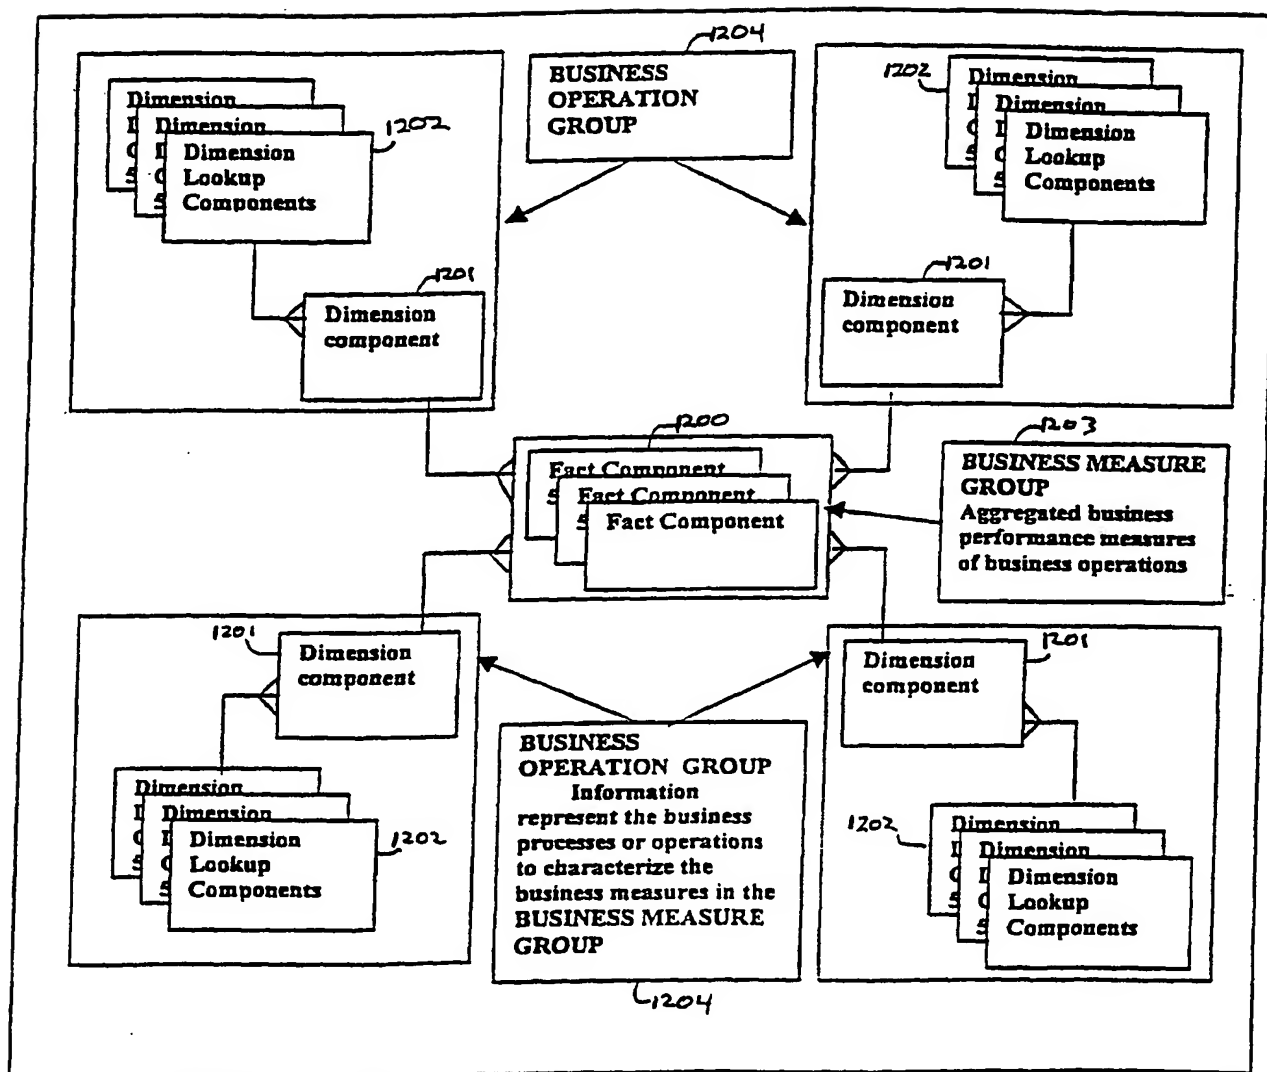 1204
BUSINESS
OPERATION
GROUP
Dimension
Dimension
Dimension
Lookup
Components
1202
1202
Dimension
Dimension
Dimension
Lookup
Components
1201
Dimension
component
1201
Dimension
component
1200
Fact Component
Fact Component
Fact Component
1203
BUSINESS MEASURE
GROUP
Aggregated business
performance measures
of business operations
1201
Dimension
component
1201
Dimension
component
Dimension
Dimension
Dimension
Lookup
Components
1202
BUSINESS
OPERATION GROUP
Information
represent the business
processes or operations
to characterize the
business measures in the
BUSINESS MEASURE
GROUP
1204
1202
Dimension
Dimension
Dimension
Lookup
Components